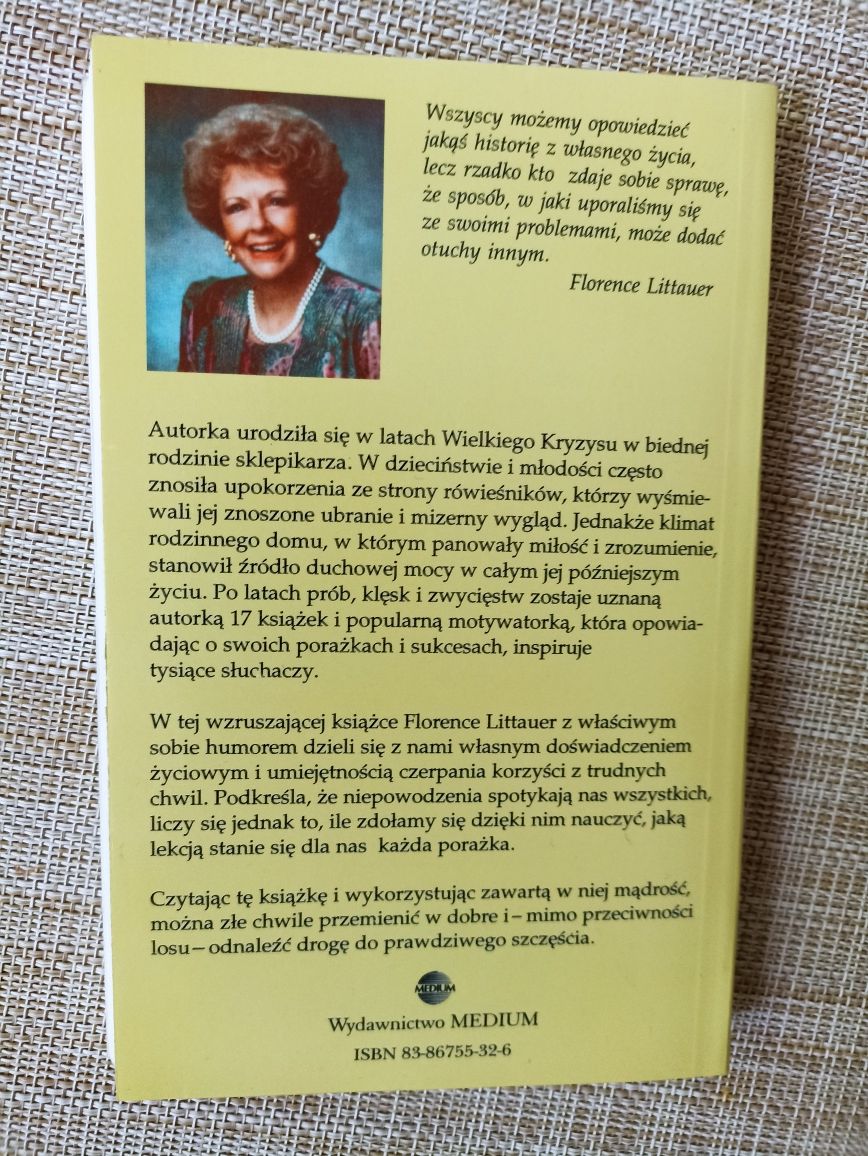 Wszyscy możemy opowiedzieć
jakąś historię z własnego życia,
lecz rzadko kto zdaje sobie sprawę,
że sposób, w jaki uporaliśmy się
ze swoimi problemami, może dodać
otuchy innym.
Florence Littauer
Autorka urodziła się w latach Wielkiego Kryzysu w biednej
rodzinie sklepikarza. W dzieciństwie i młodości często
znosiła upokorzenia ze strony rówieśników, którzy wyśmie-
wali jej znoszone ubranie i mizerny wygląd. Jednakże klimat
rodzinnego domu, w którym panowały miłość i zrozumienie,
stanowił źródło duchowej mocy w całym jej późniejszym
życiu. Po latach prób, klęsk i zwycięstw zostaje uznaną
autorką 17 książek i popularną motywatorką, która opowia-
dając o swoich porażkach i sukcesach, inspiruje
tysiące słuchaczy.
W tej wzruszającej książce Florence Littauer z właściwym
sobie humorem dzieli się z nami własnym doświadczeniem
życiowym i umiejętnością czerpania korzyści z trudnych
chwil. Podkreśla, że niepowodzenia spotykają nas wszystkich,
liczy się jednak to, ile zdołamy się dzięki nim nauczyć, jaką
lekcją stanie się dla nas każda porażka.
Czytając tę książkę i wykorzystując zawartą w niej mądrość,
można złe chwile przemienić w dobre i – mimo przeciwności
losu – odnaleźć drogę do prawdziwego szczęścia.
MEDIUM
Wydawnictwo MEDIUM
ISBN 83-86755-32-6